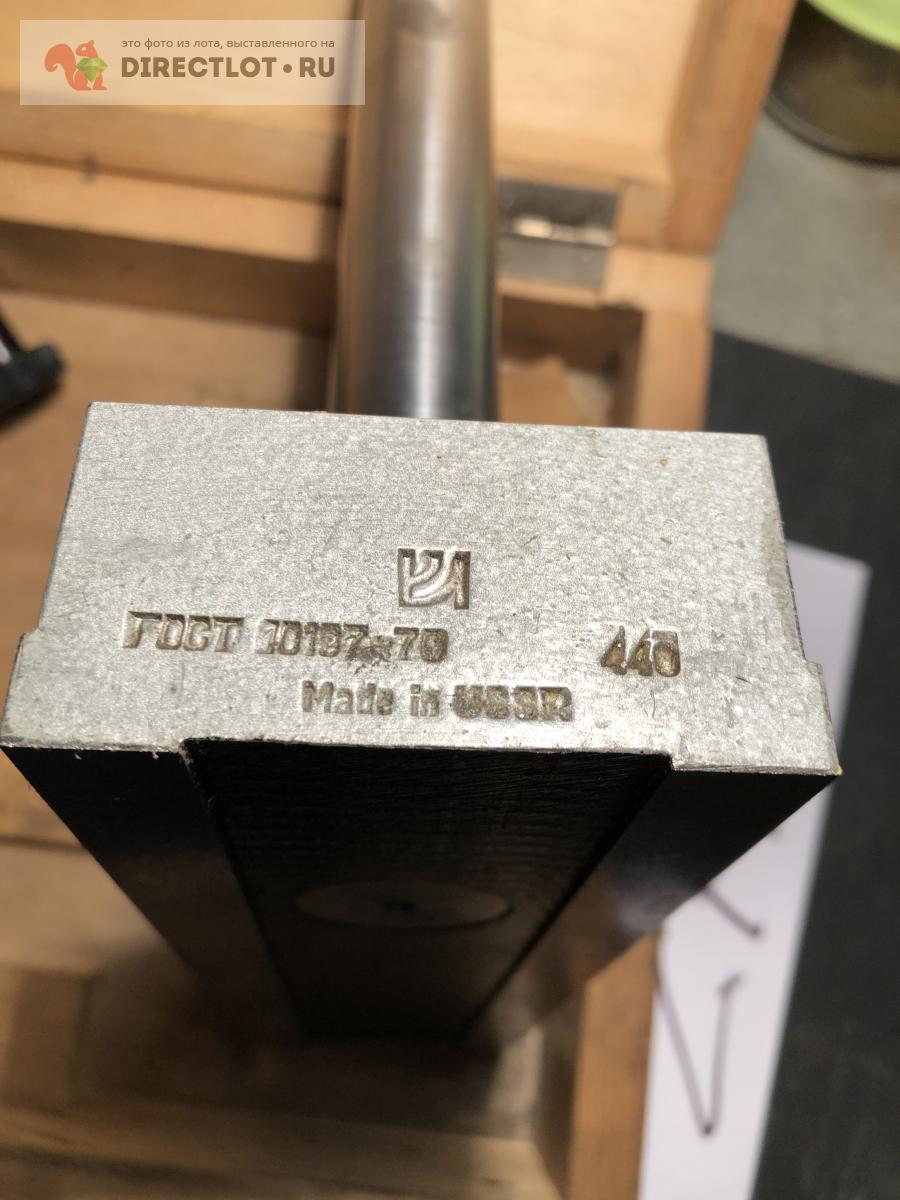 это фото из лота, выставленного на
DIRECTLOT.RU
ГОСТ 10197-70 440
Made in USSR